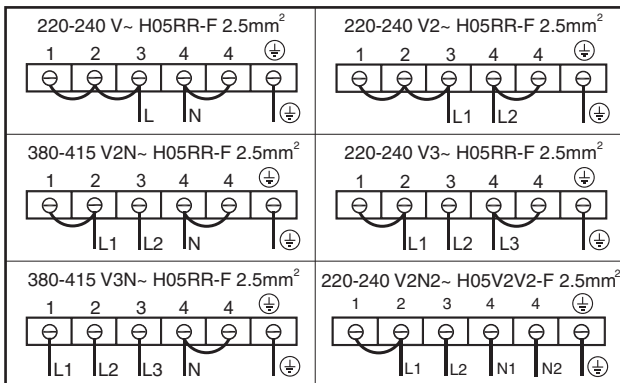 220-240 V~ H05RR-F 2.5mm²
1 2 3 4 4
L N
220-240 V2~ H05RR-F 2.5mm²
1 2 3 4 4
L1 L2
380-415 V2N~ H05RR-F 2.5mm²
1 2 3 4 4
L1 L2 N
220-240 V3~ H05RR-F 2.5mm²
1 2 3 4 4
L1 L2 L3
380-415 V3N~ H05RR-F 2.5mm²
1 2 3 4 4
L1 L2 L3 N
220-240 V2N2~ H05V2V2-F 2.5mm²
1 2 3 4 4
L1 L2 N1 N2